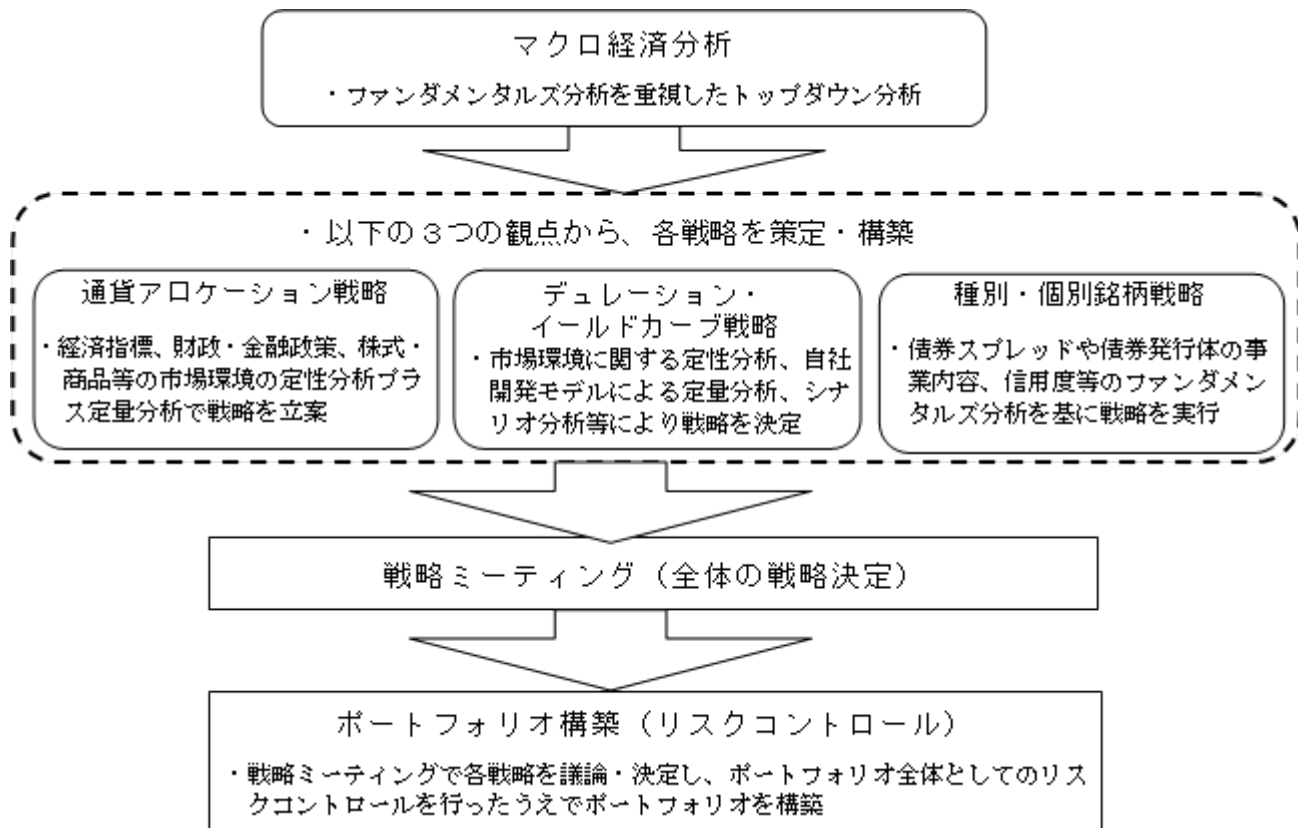 マクロ経済分析
・ファンダメンタルズ分析を重視したトップダウン分析
・以下の３つの観点から、各戦略を策定・構築
通貨アロケーション戦略
・経済指標、財政・金融政策、株式・
商品等の市場環境の定性分析プラ
ス定量分析で戦略を立案
デュレーション・
イールドカーブ戦略
・市場環境に関する定性分析、自社
開発モデルによる定量分析、シナ
リオ分析等により戦略を決定
種別・個別銘柄戦略
・債券スプレッドや債券発行体の事
業内容、信用度等のファンダメン
タルズ分析を基に戦略を実行
戦略ミーティング（全体の戦略決定）
ポートフォリオ構築（リスクコントロール）
・戦略ミーティングで各戦略を議論・決定し、ポートフォリオ全体としてのリス
クコントロールを行ったうえでポートフォリオを構築